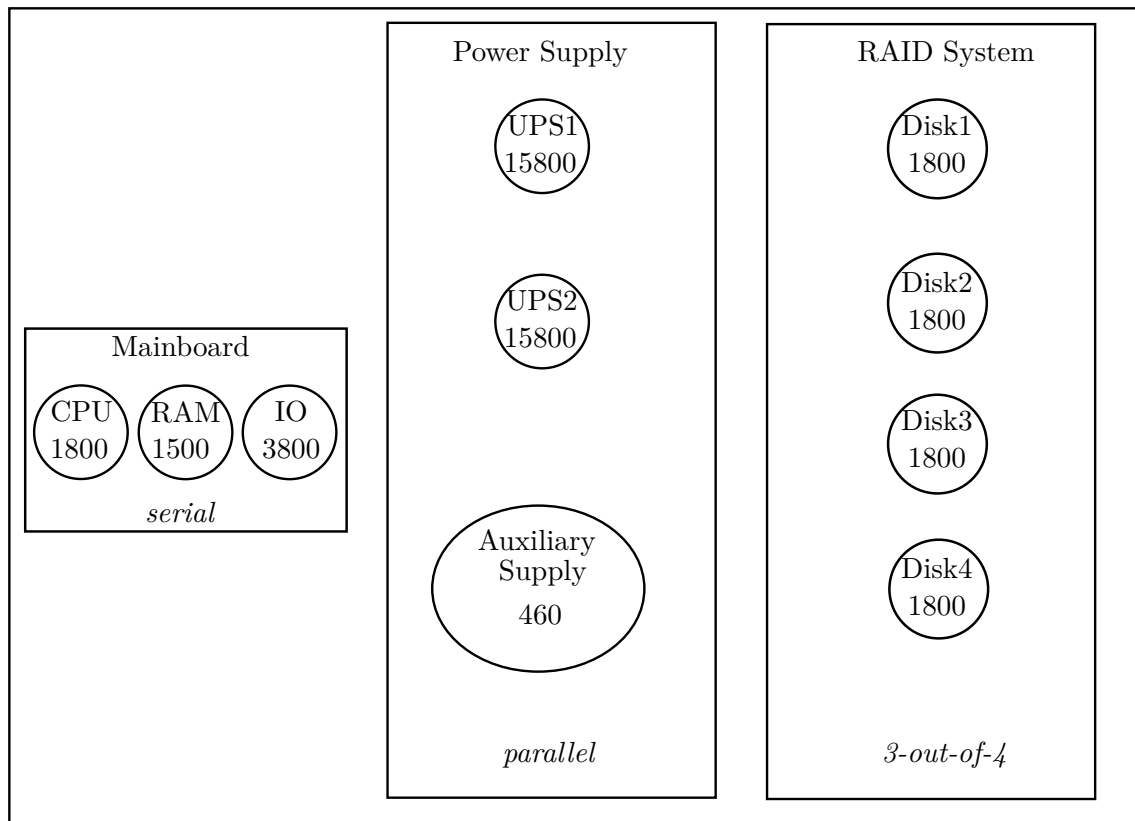 Power Supply
UPS1
15800
UPS2
15800
Auxiliary
Supply
460
parallel
RAID System
Disk1
1800
Disk2
1800
Disk3
1800
Disk4
1800
3-out-of-4
Mainboard
CPU
1800
RAM
1500
IO
3800
serial